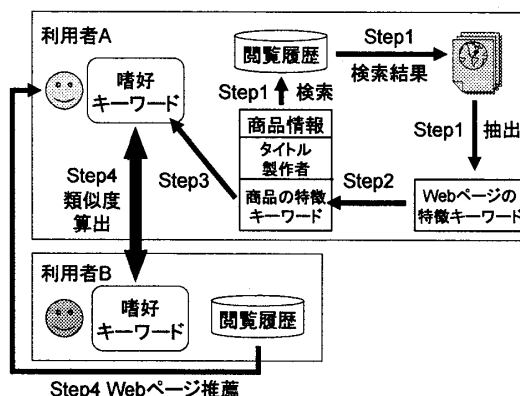 利用者A
嗜好
キーワード
閲覧履歴
Step1
検索結果
Step1
検索
Step1
抽出
商品情報
タイトル
製作者
商品の特徴
キーワード
Step2
Webページの
特徴キーワード
Step3
Step4
類似度
算出
利用者B
嗜好
キーワード
閲覧履歴
Step4 Webページ推薦